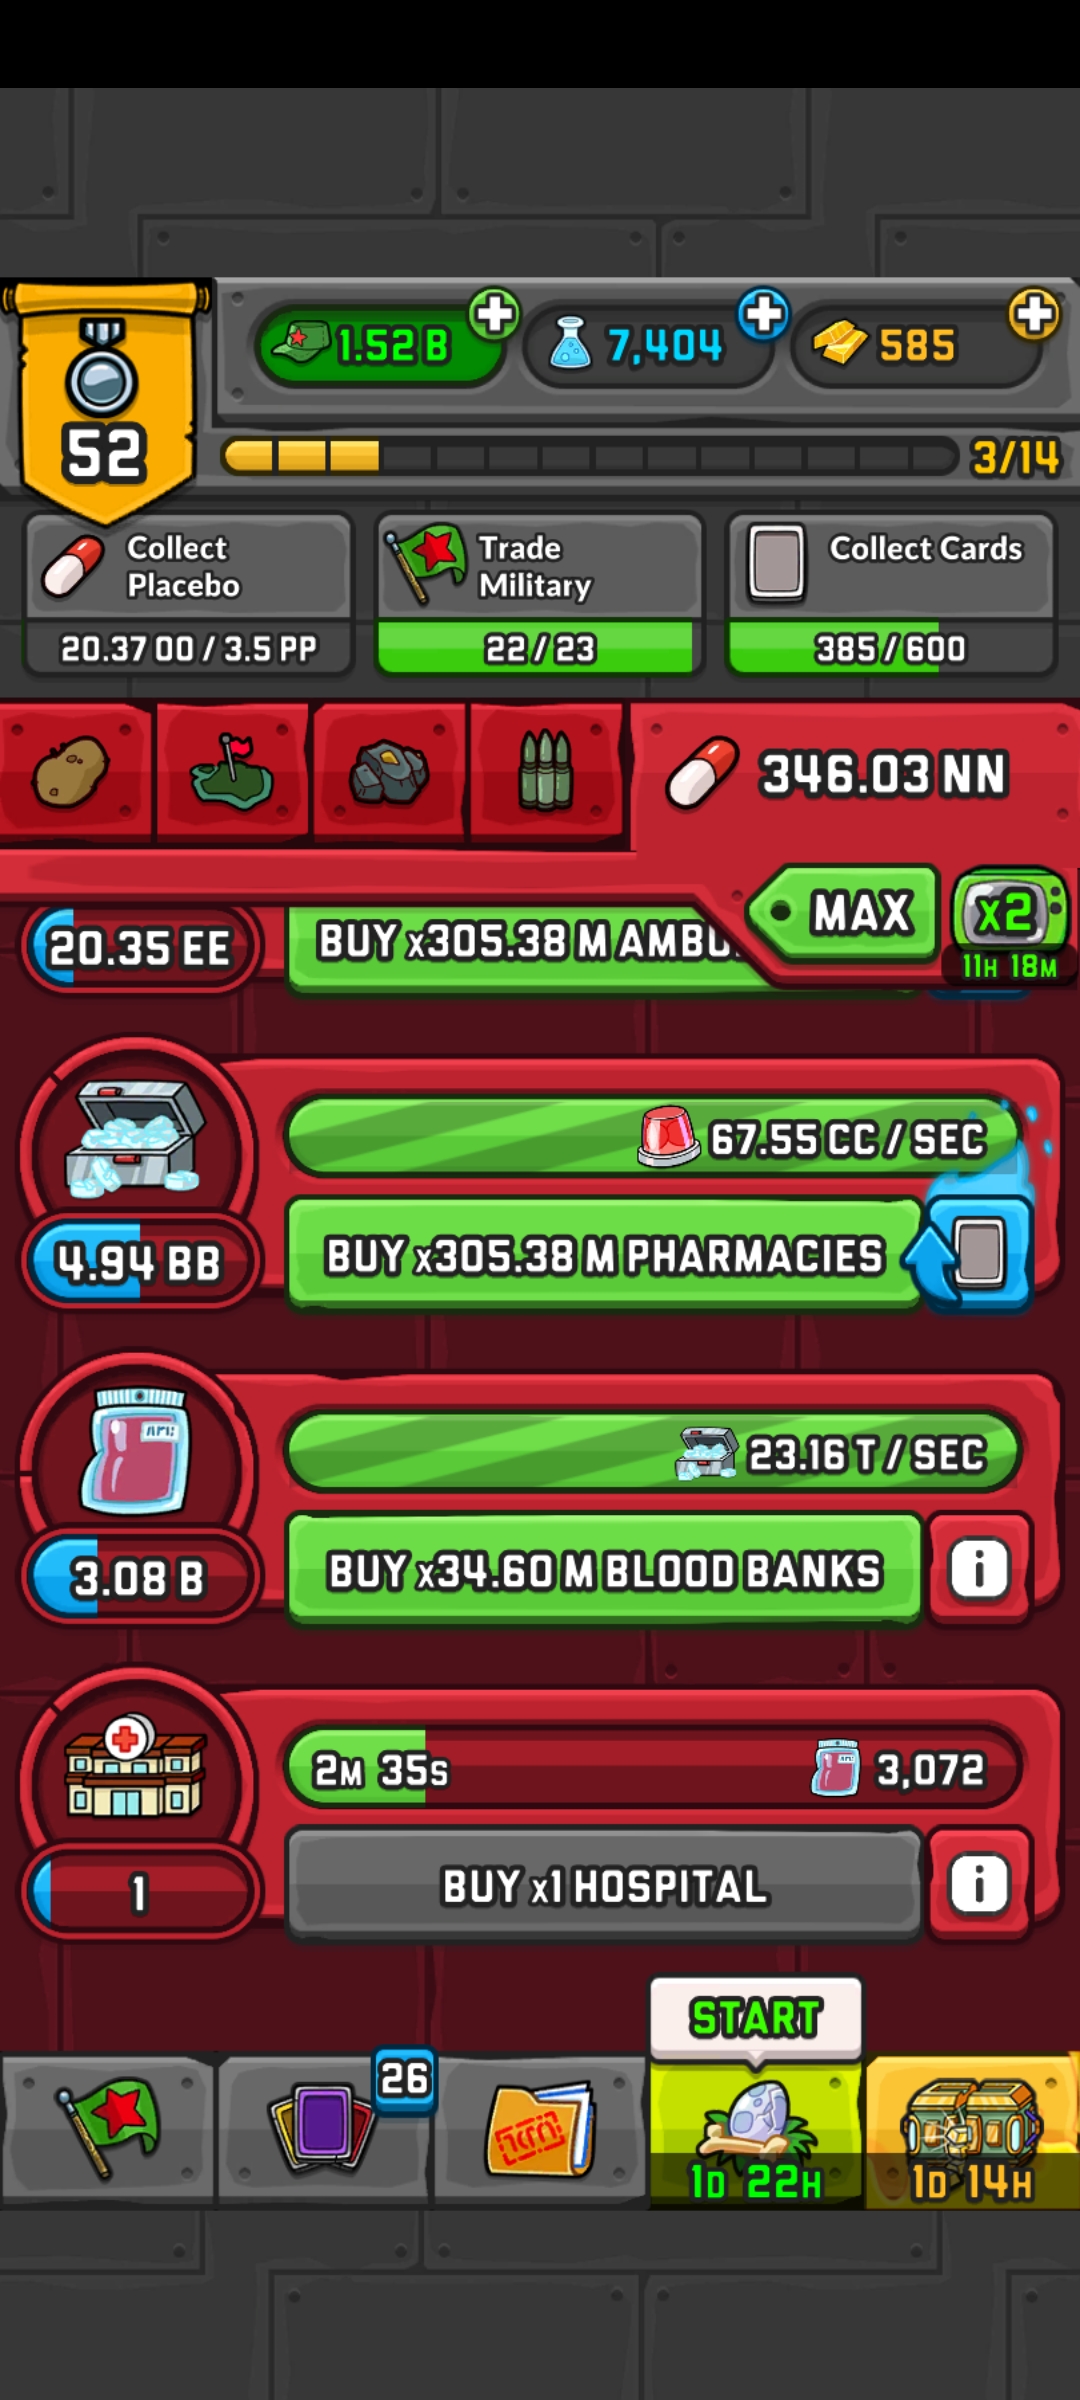 1.52 B
7,404
585
52
3/14
Collect
Placebo
20.37 OO / 3.5 PP
Trade
Military
22 / 23
Collect Cards
385 / 600
346.03 NN
MAX
x2
11H 18M
20.35 EE
BUY x305.38 M AMBU
67.55 CC / SEC
4.94 BB
BUY x305.38 M PHARMACIES
23.16 T / SEC
3.08 B
BUY x34.60 M BLOOD BANKS
i
2M 35S
3,072
1
BUY x1 HOSPITAL
i
START
26
1D 22H
1D 14H